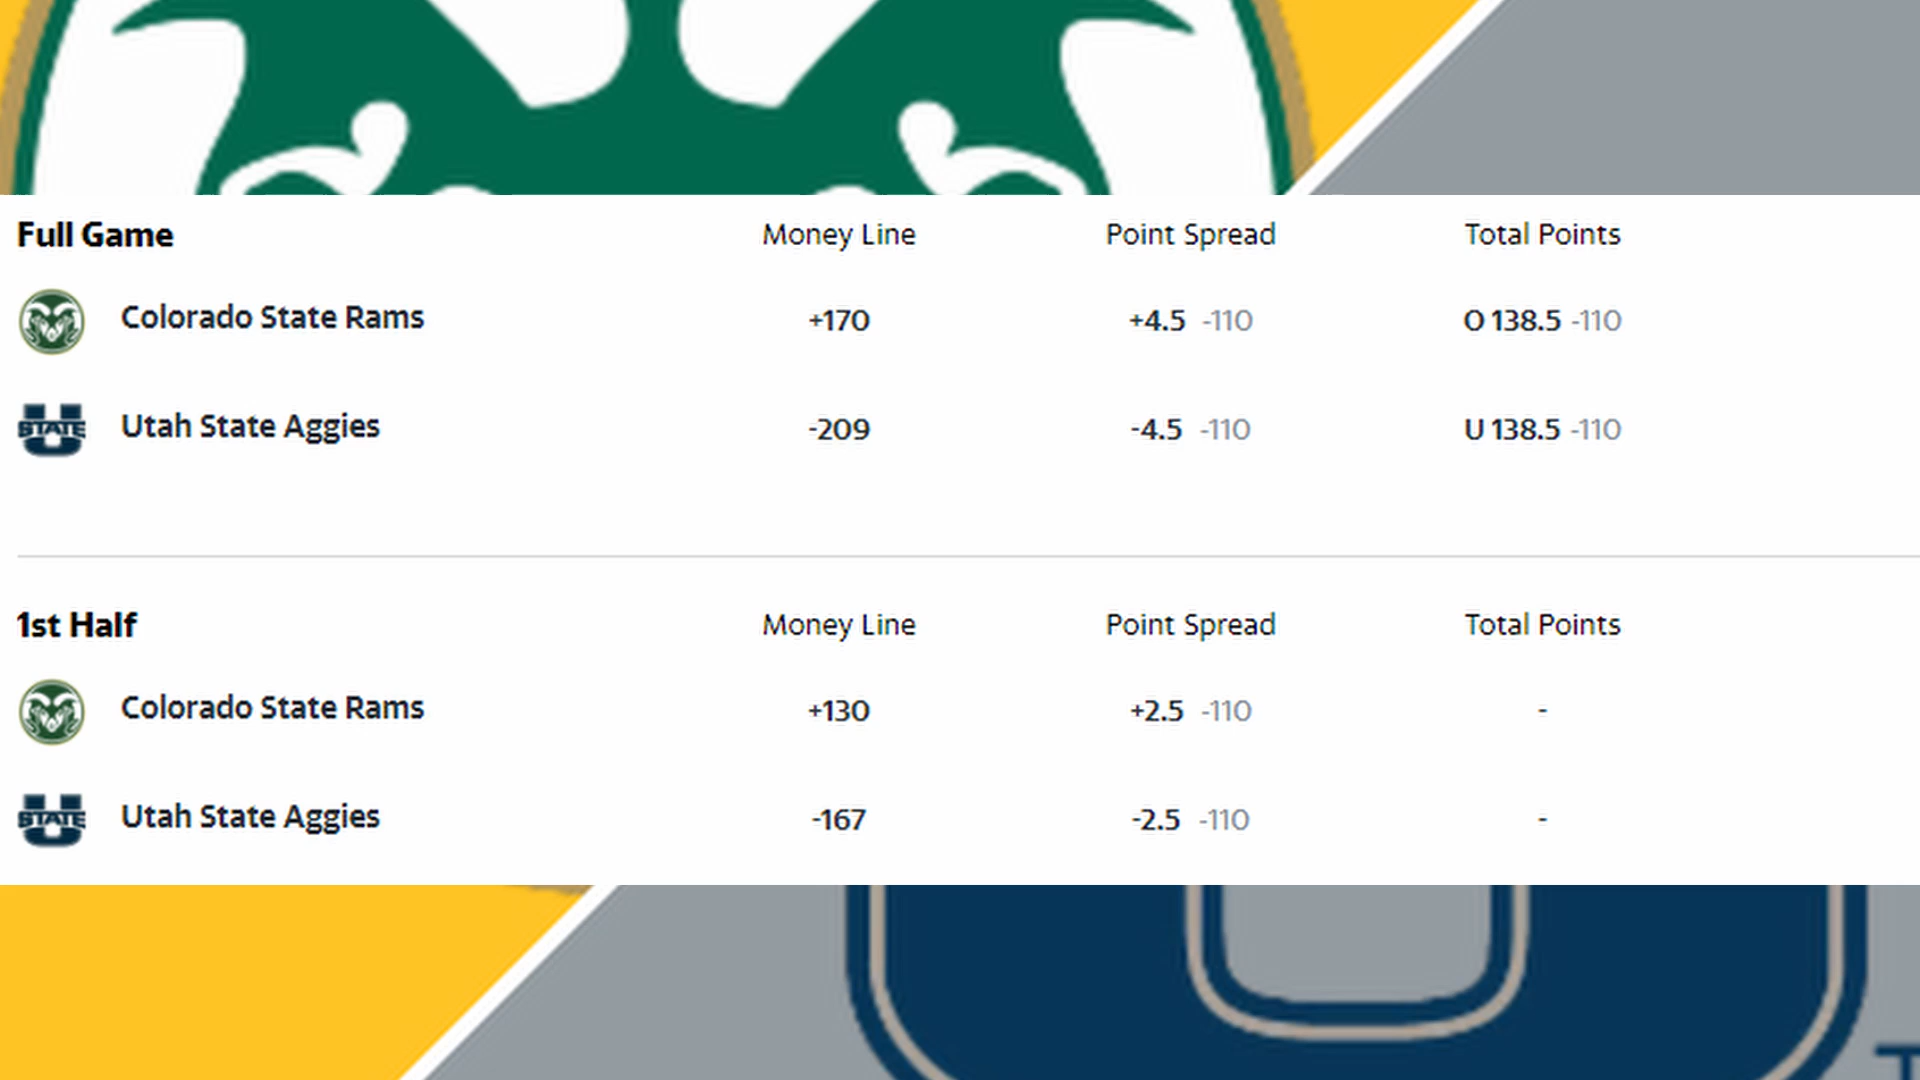 Full Game Money Line Point Spread Total Points
Colorado State Rams +170 +4.5 -110 O 138.5 -110
STATE Utah State Aggies -209 -4.5 -110 U 138.5 -110
1st Half Money Line Point Spread Total Points
Colorado State Rams +130 +2.5 -110 -
STATE Utah State Aggies -167 -2.5 -110 -